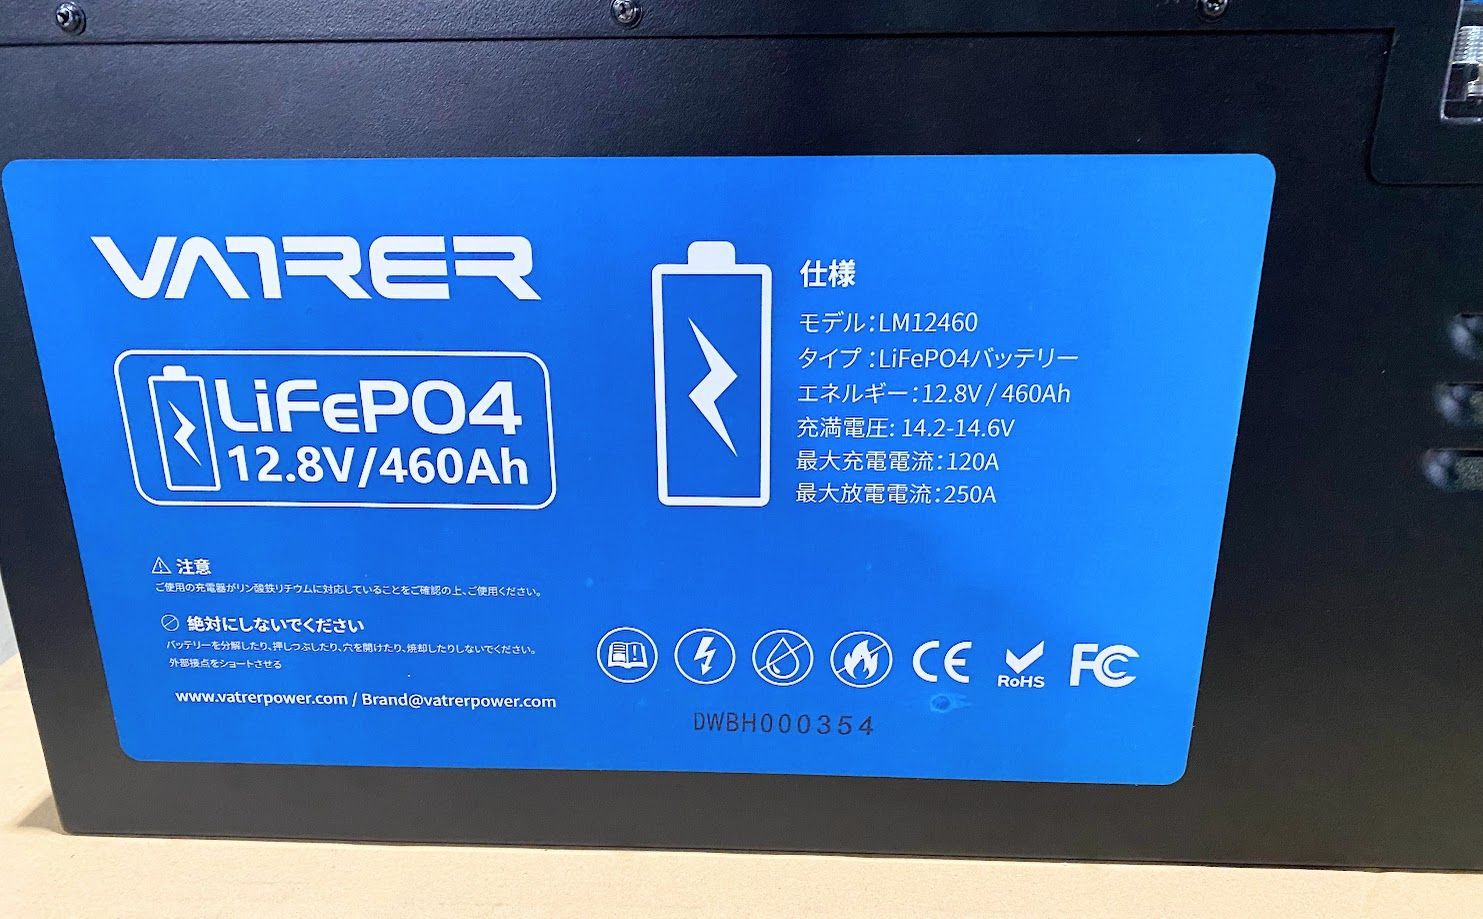 VATRER
LiFePO4
12.8V/460Ah
仕様
モデル:LM12460
タイプ:LiFePO4バッテリー
エネルギー:12.8V / 460Ah
充満電圧: 14.2-14.6V
最大充電電流:120A
最大放電電流:250A
注意
ご使用の充電器がリン酸鉄リチウムに対応していることをご確認の上、ご使用ください。
絶対にしないでください
バッテリーを分解したり、押しつぶしたり、穴を開けたり、焼却したりしないでください。
外部接点をショートさせる
www.vatrerpower.com / Brand@vatrerpower.com
CE
RoHS
FC
DWBH000354